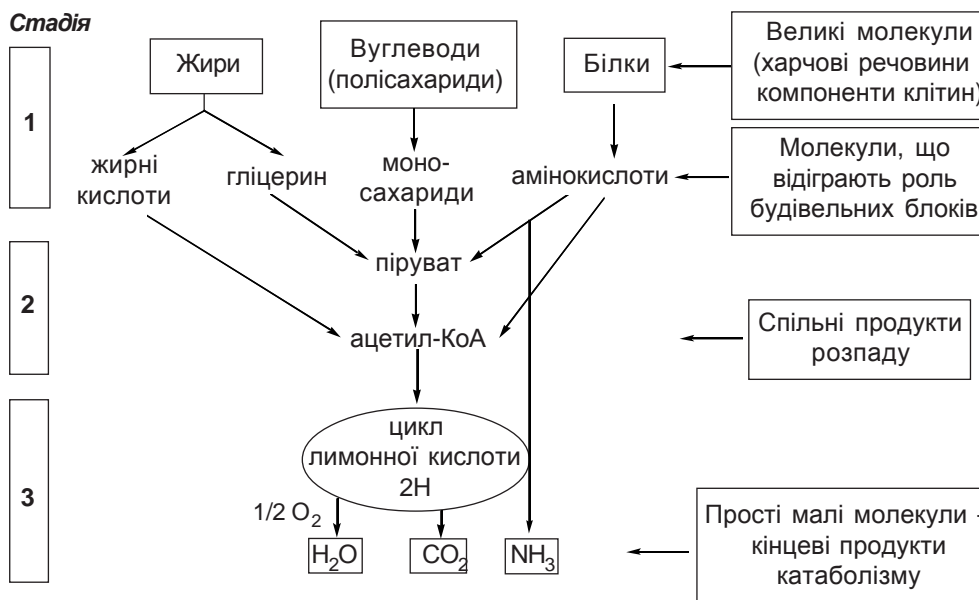 Стадія
1
Жири
Вуглеводи
(полісахариди)
Білки
Великі молекули
(харчові речовини
компоненти клітин)
жирні
кислоти
гліцерин
моно-
сахариди
амінокислоти
Молекули, що
відіграють роль
будівельних блоків
2
піруват
ацетил-КоА
Спільні продукти
розпаду
3
цикл
лимонної кислоти
2H
1/2 O₂
H₂O
CO₂
NH₃
Прості малі молекули -
кінцеві продукти
катаболізму